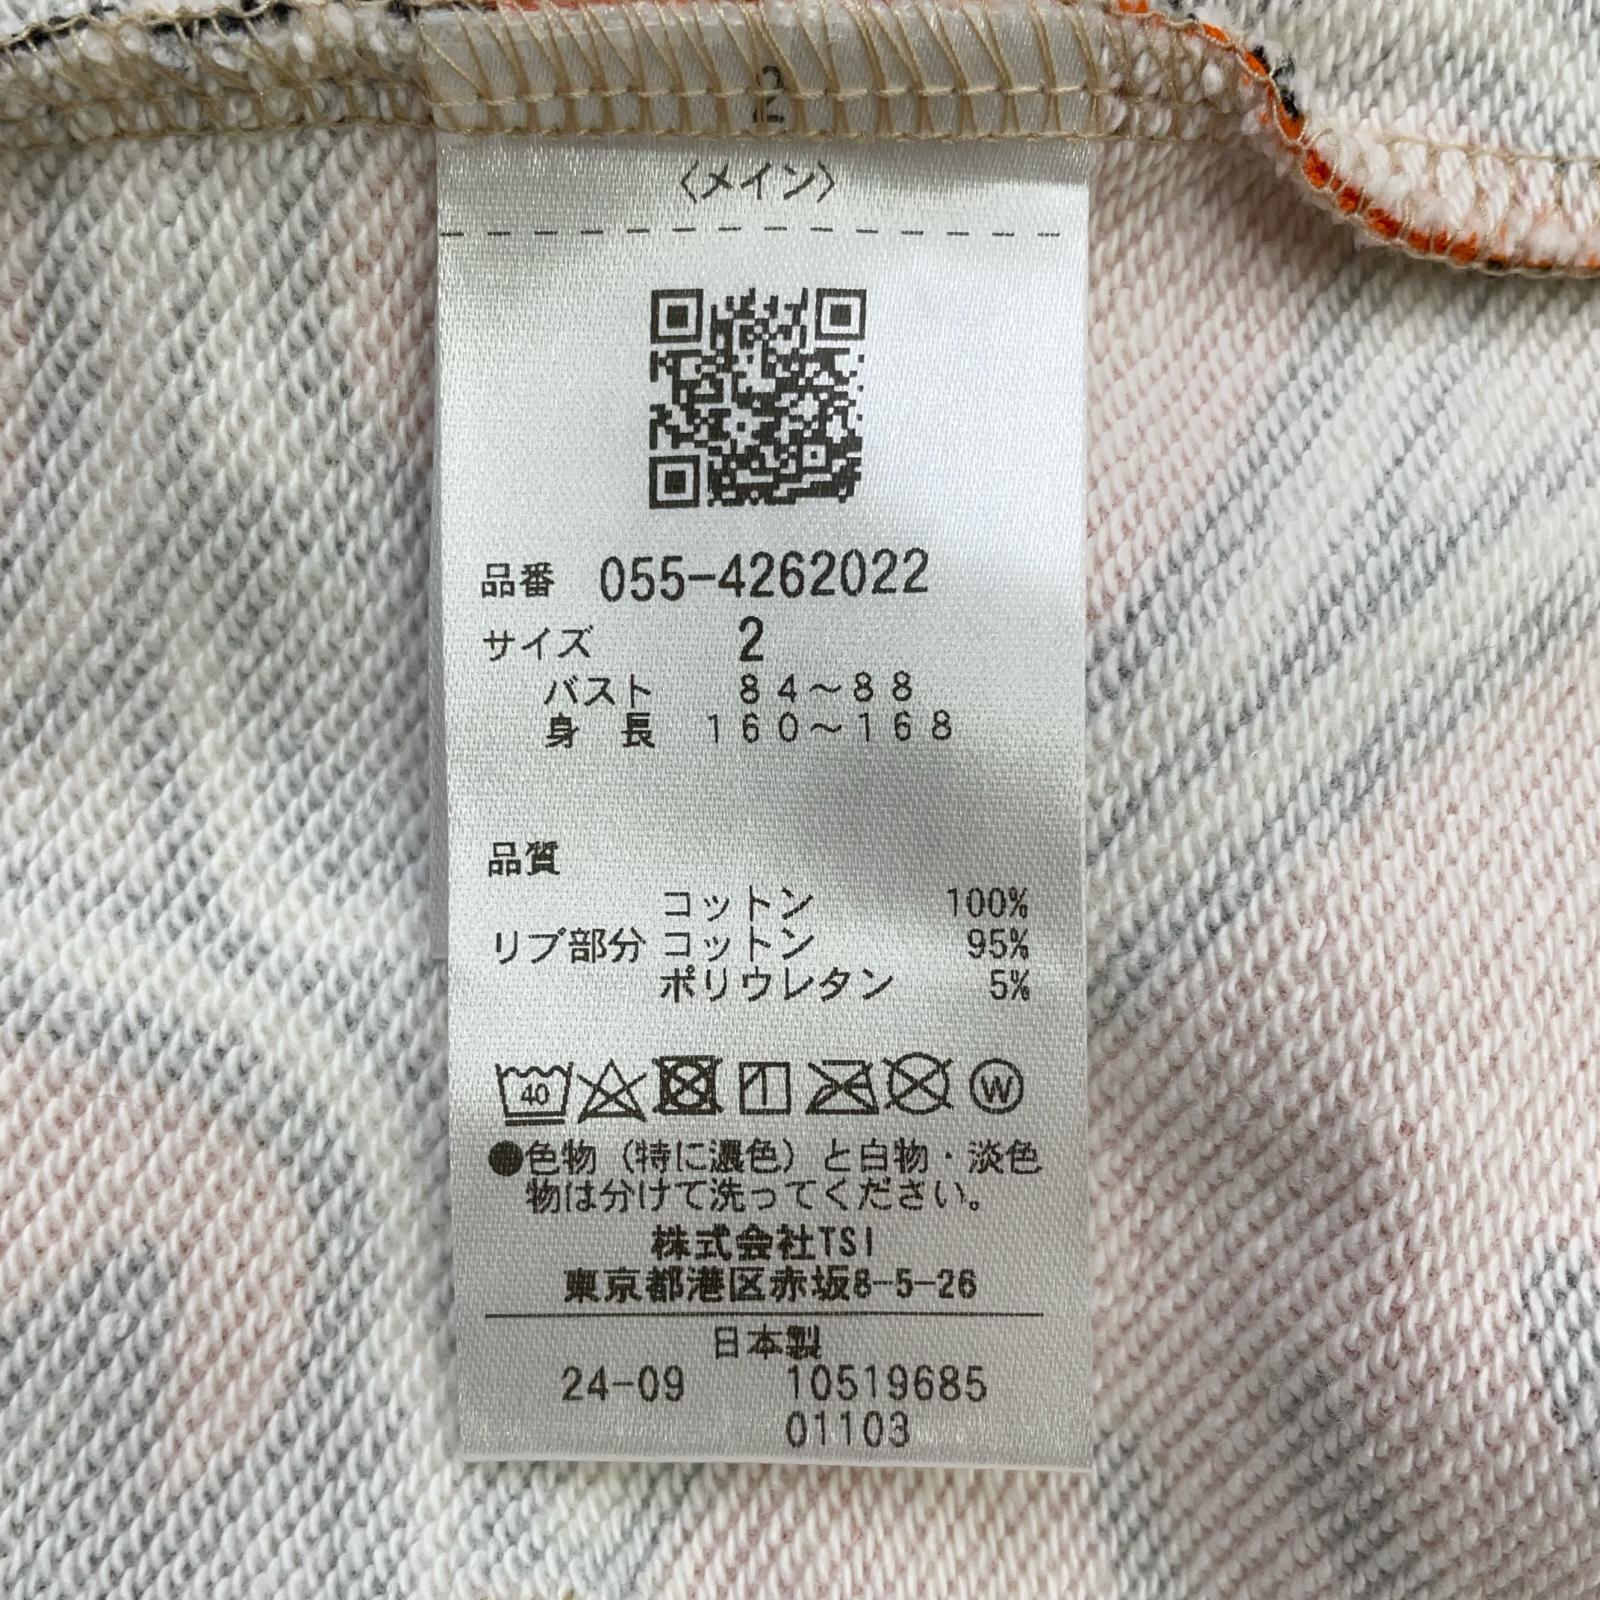 2
〈メイン〉
品番 055-4262022
サイズ 2
バスト 84~88
身 長 160~168
品質
コットン 100%
リブ部分 コットン 95%
ポリウレタン 5%
40 W
●色物(特に濃色)と白物・淡色
物は分けて洗ってください。
株式会社TSI
東京都港区赤坂8-5-26
日本製
24-09 10519685
01103